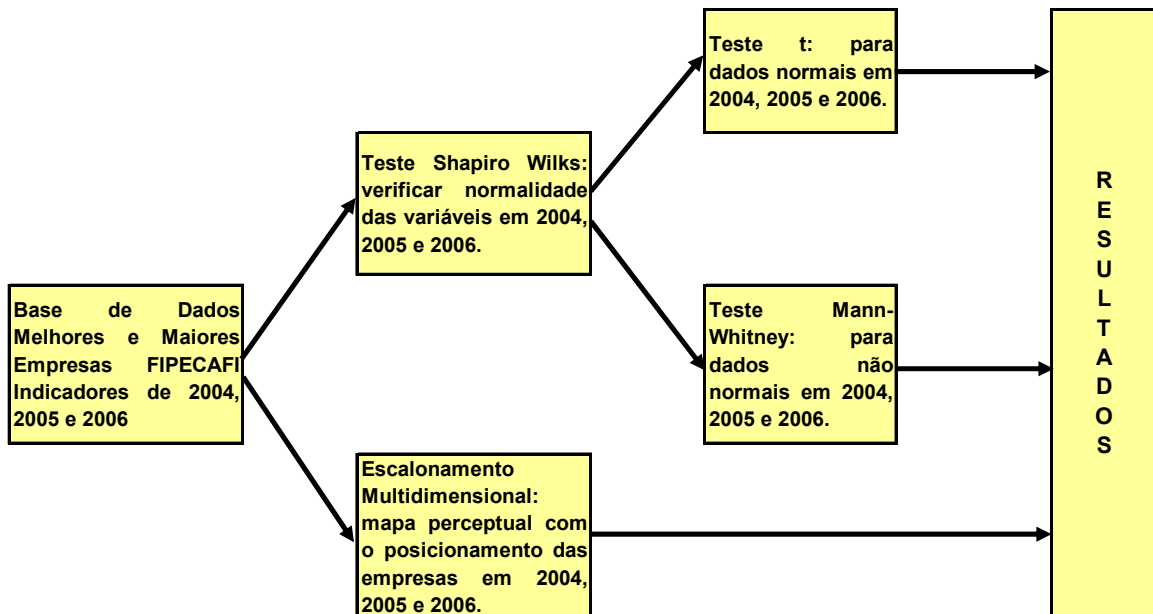 Base de Dados
Melhores e Maiores
Empresas FIPECAFI
Indicadores de 2004,
2005 e 2006
Teste Shapiro Wilks:
verificar normalidade
das variáveis em 2004,
2005 e 2006.
Escalonamento
Multidimensional:
mapa perceptual com
o posicionamento das
empresas em 2004,
2005 e 2006.
Teste t: para
dados normais em
2004, 2005 e 2006.
Teste Mann-
Whitney: para
dados não
normais em 2004,
2005 e 2006.
R
E
S
U
L
T
A
D
O
S